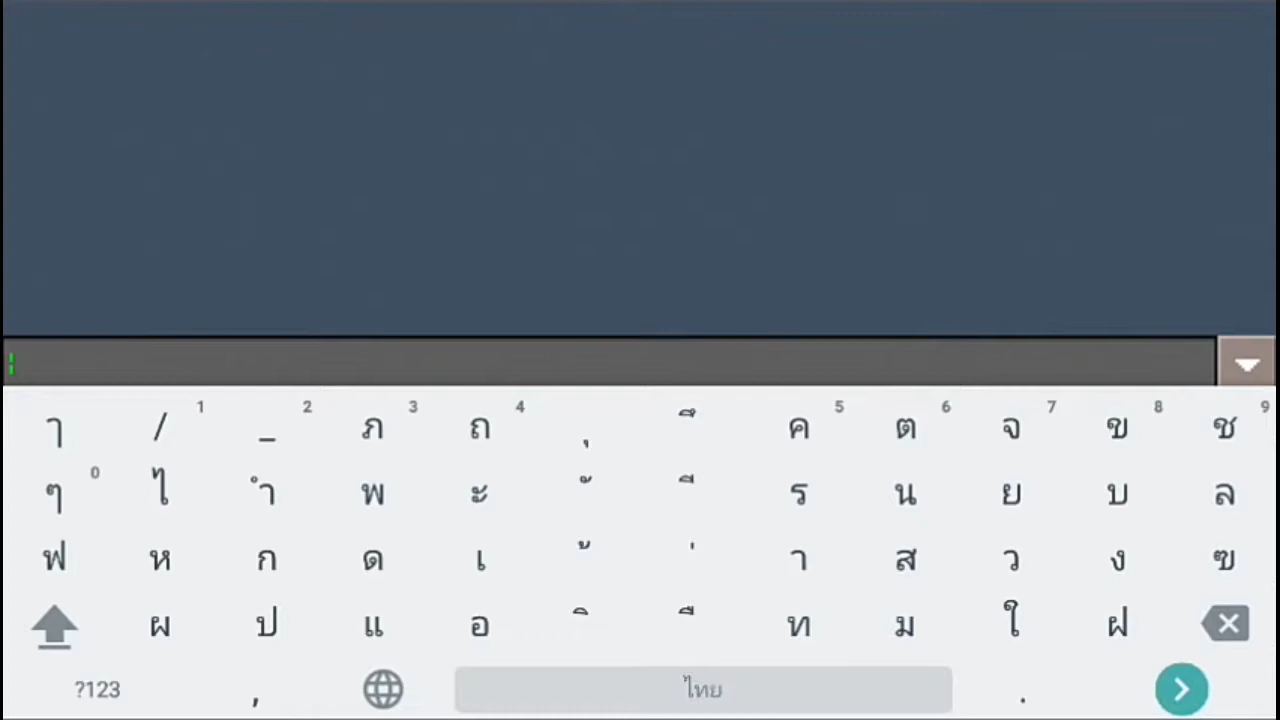 ๅ / 1 _ 2 ภ 3 ถ 4 ุ ึ ค 5 ต 6 จ 7 ข 8 ช 9
ๆ 0 ไ ำ พ ะ ั ี ร น ย บ ล
ฟ ห ก ด เ ้ ่ า ส ว ง ฃ
ผ ป แ อ ิ ื ท ม ใ ฝ
?123 , ไทย .